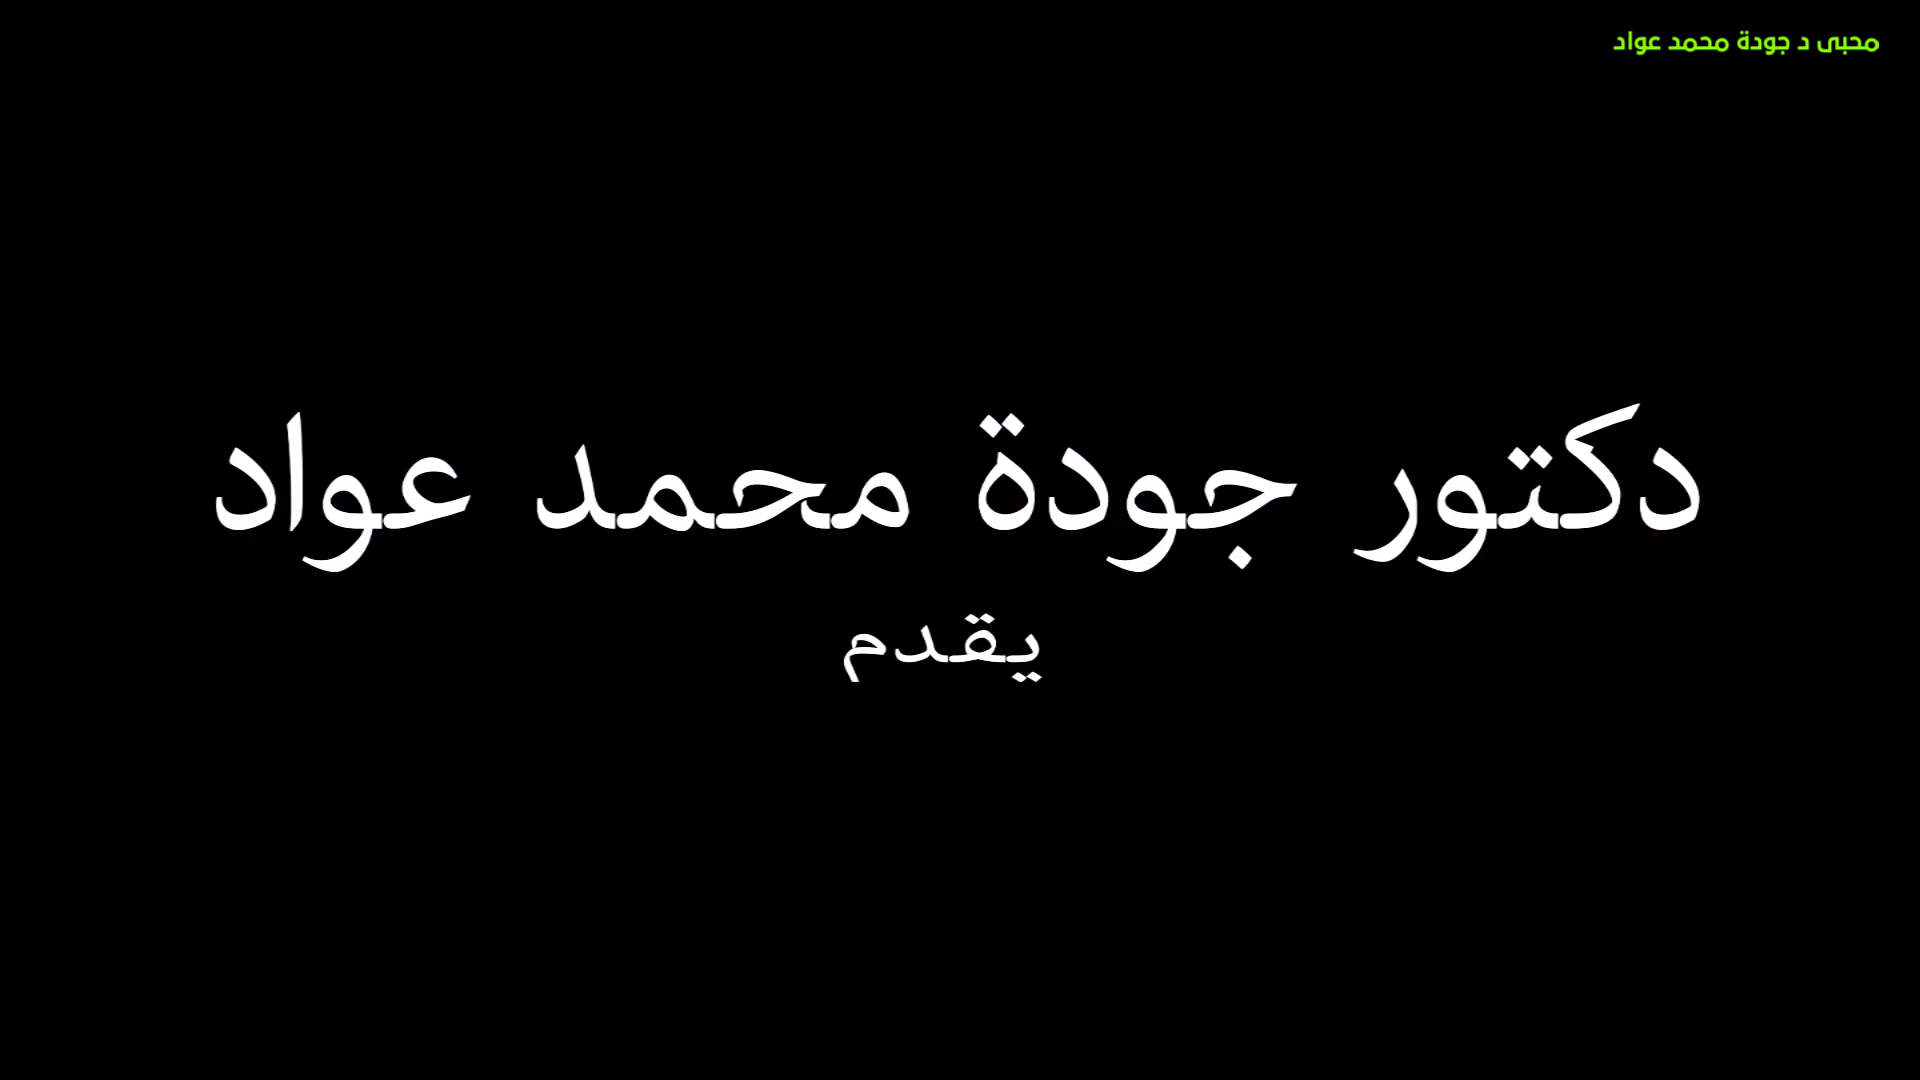 محبى د جودة محمد عواد
دكتور جودة محمد عواد
يقدم